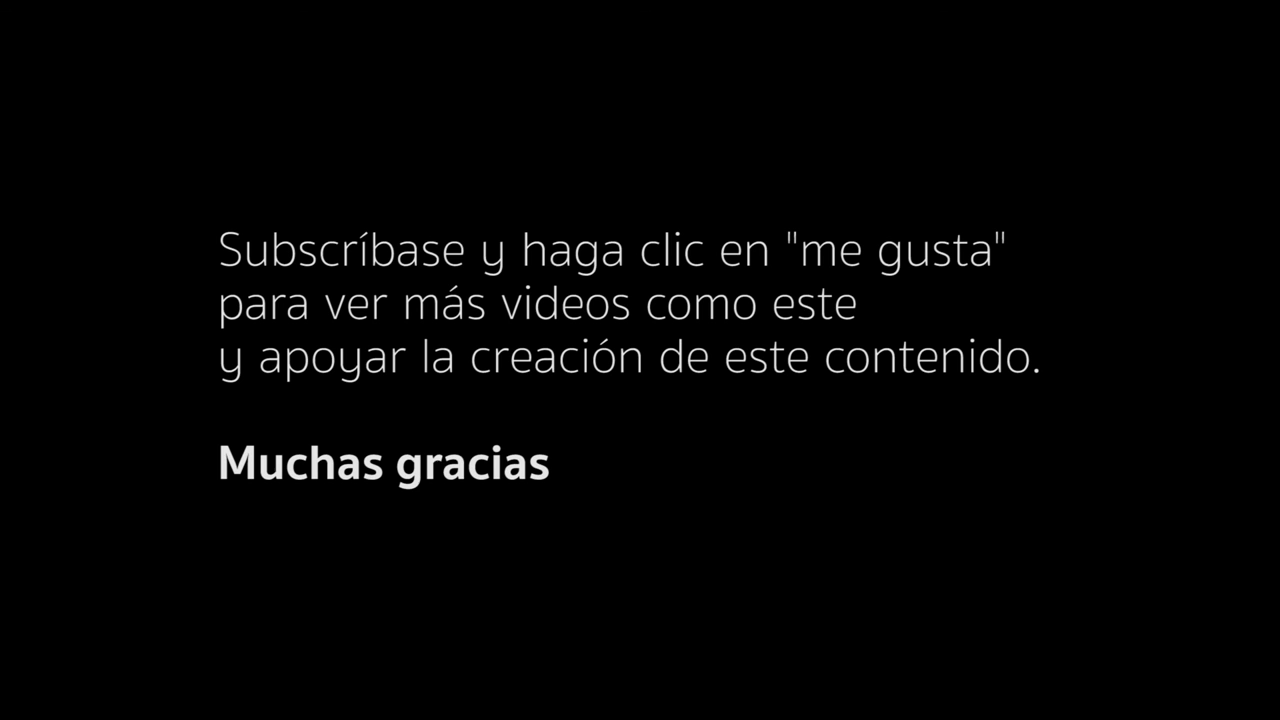 Subscríbase y haga clic en "me gusta"
para ver más videos como este
y apoyar la creación de este contenido.
Muchas gracias